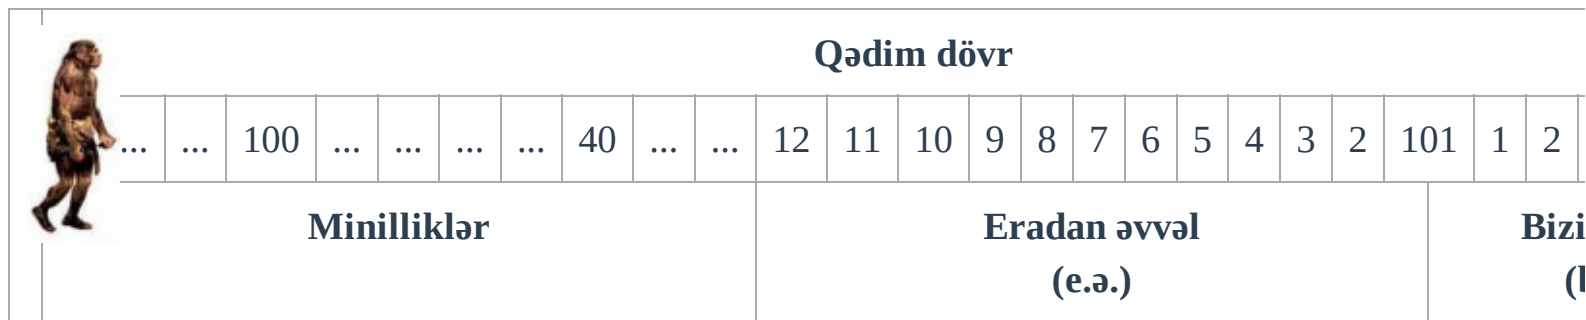 Qədim dövr
... ... 100 ... ... ... ... 40 ... ... 12 11 10 9 8 7 6 5 4 3 2 101 1 2
Minilliklər Eradan əvvəl
(e.ə.)